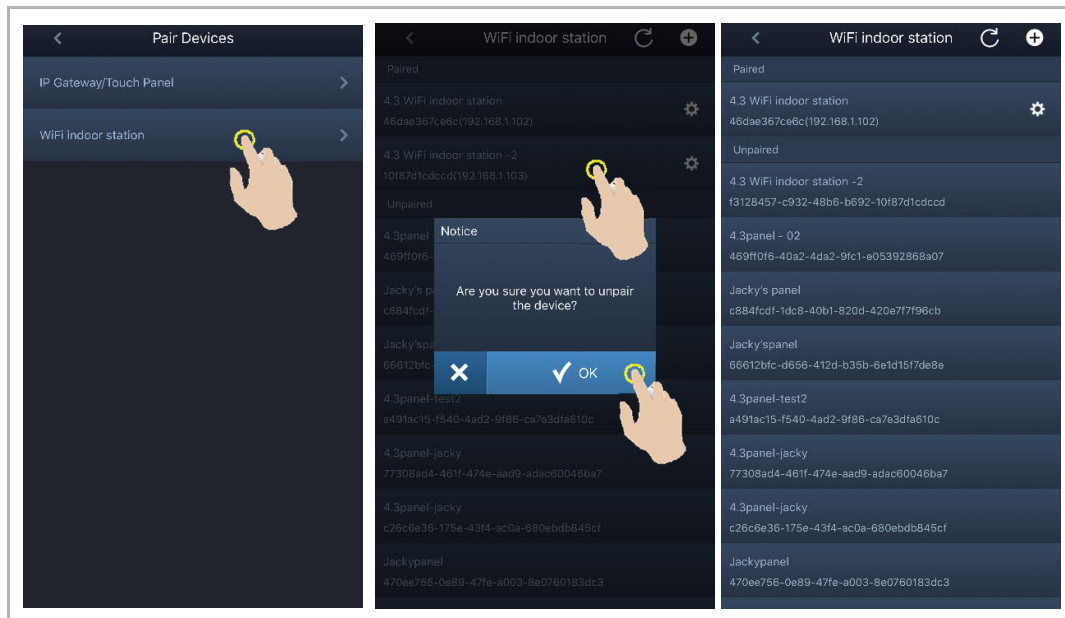 Pair Devices
IP Gateway/Touch Panel
WiFi indoor station
WiFi indoor station
Paired
4.3 WiFi indoor station
46dae367ce6c(192.168.1.102)
4.3 WiFi indoor station -2
10f87d1cdccd(192.168.1.103)
Unpaired
4.3panel -
469ff0f6-
Notice
Are you sure you want to unpair
the device?
OK
Jacky's p
c884fcdf-
Jacky'spa
66612bfc-
4.3panel-test2
a491ac15-f540-4ad2-9f86-ca7e3dfa610c
4.3panel-jacky
77308ad4-461f-474e-aad9-adac60046ba7
4.3panel-jacky
c26c6e36-175e-43f4-ac0a-680ebdb845cf
Jackypanel
470ee756-0e89-47fe-a003-8e0760183dc3
WiFi indoor station
Paired
4.3 WiFi indoor station
46dae367ce6c(192.168.1.102)
Unpaired
4.3 WiFi indoor station -2
f3128457-c932-48b6-b692-10f87d1cdccd
4.3panel - 02
469ff0f6-40a2-4da2-9fc1-e05392868a07
Jacky's panel
c884fcdf-1dc8-40b1-820d-420e7f7f96cb
Jacky'spanel
66612bfc-d656-412d-b35b-6e1d15f7de8e
4.3panel-test2
a491ac15-f540-4ad2-9f86-ca7e3dfa610c
4.3panel-jacky
77308ad4-461f-474e-aad9-adac60046ba7
4.3panel-jacky
c26c6e36-175e-43f4-ac0a-680ebdb845cf
Jackypanel
470ee756-0e89-47fe-a003-8e0760183dc3